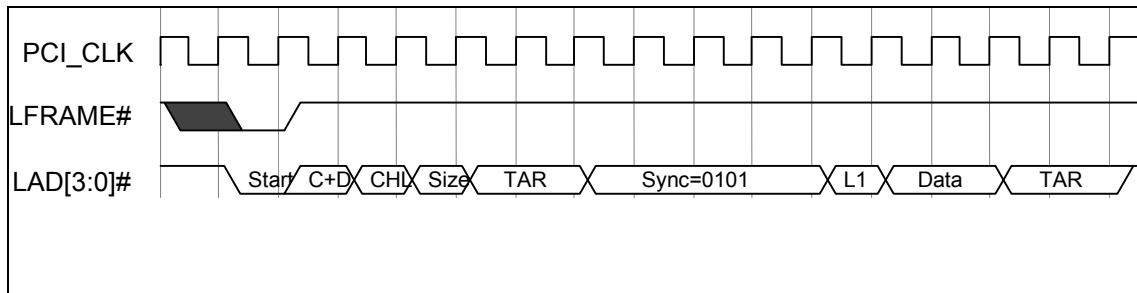 PCI_CLK
LFRAME#
LAD[3:0]# Start C+D CHL Size TAR Sync=0101 L1 Data TAR